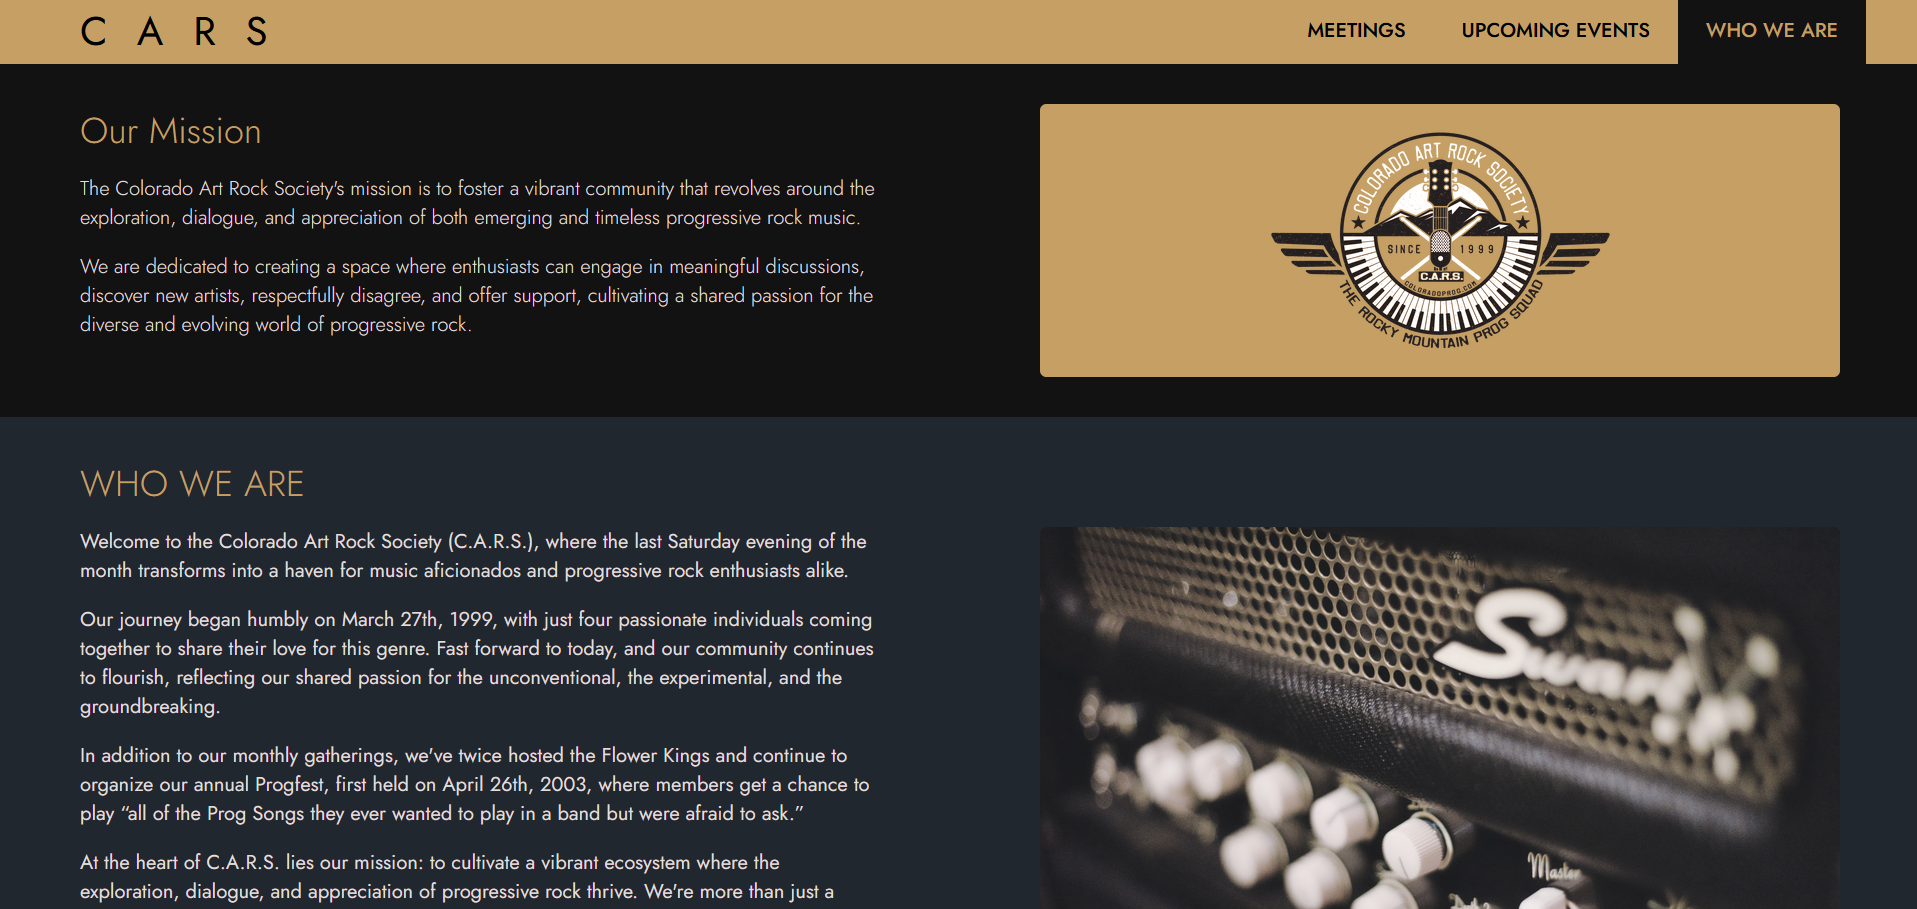 C A R S
MEETINGS
UPCOMING EVENTS
WHO WE ARE
Our Mission
The Colorado Art Rock Society's mission is to foster a vibrant community that revolves around the
exploration, dialogue, and appreciation of both emerging and timeless progressive rock music.
We are dedicated to creating a space where enthusiasts can engage in meaningful discussions,
discover new artists, respectfully disagree, and offer support, cultivating a shared passion for the
diverse and evolving world of progressive rock.
COLORADO ART ROCK SOCIETY
SINCE 1999
C.A.R.S.
COLORADOPROG.COM
THE ROCKY MOUNTAIN PROG SQUAD
WHO WE ARE
Welcome to the Colorado Art Rock Society (C.A.R.S.), where the last Saturday evening of the
month transforms into a haven for music aficionados and progressive rock enthusiasts alike.
Our journey began humbly on March 27th, 1999, with just four passionate individuals coming
together to share their love for this genre. Fast forward to today, and our community continues
to flourish, reflecting our shared passion for the unconventional, the experimental, and the
groundbreaking.
In addition to our monthly gatherings, we've twice hosted the Flower Kings and continue to
organize our annual Progfest, first held on April 26th, 2003, where members get a chance to
play “all of the Prog Songs they ever wanted to play in a band but were afraid to ask.”
At the heart of C.A.R.S. lies our mission: to cultivate a vibrant ecosystem where the
exploration, dialogue, and appreciation of progressive rock thrive. We're more than just a
Swart
Master